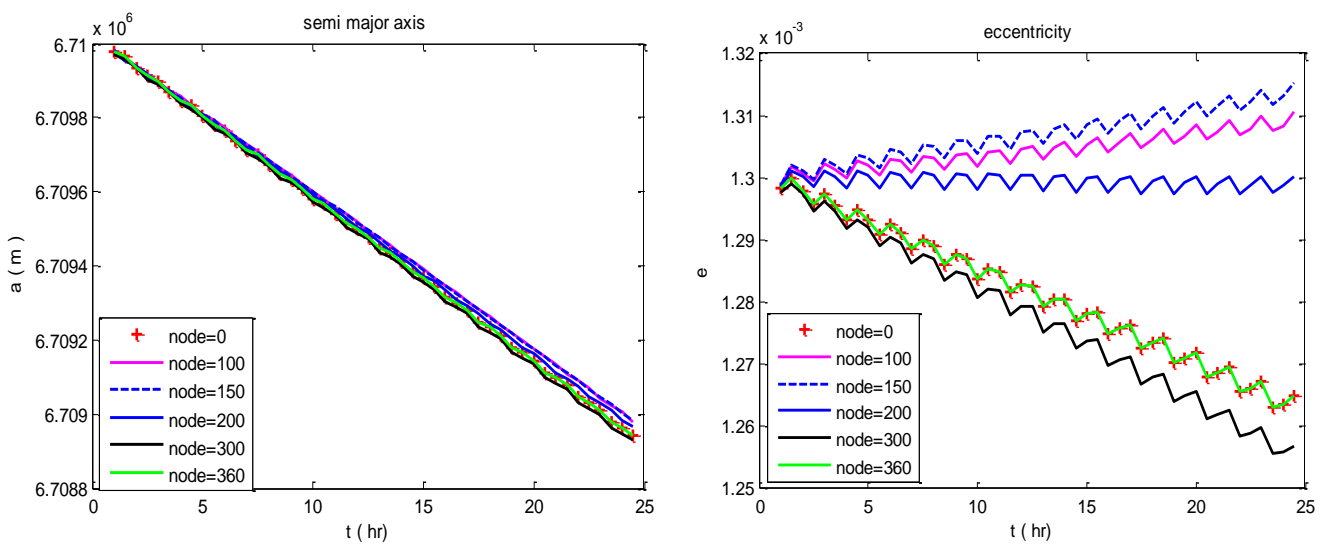 semi major axis
x 10^6
6.71
6.7098
6.7096
6.7094
6.7092
6.709
6.7088
a ( m )
node=0
node=100
node=150
node=200
node=300
node=360
0 5 10 15 20 25
t ( hr)
eccentricity
x 10^-3
1.32
1.31
1.3
1.29
1.28
1.27
1.26
1.25
e
node=0
node=100
node=150
node=200
node=300
node=360
0 5 10 15 20 25
t ( hr)